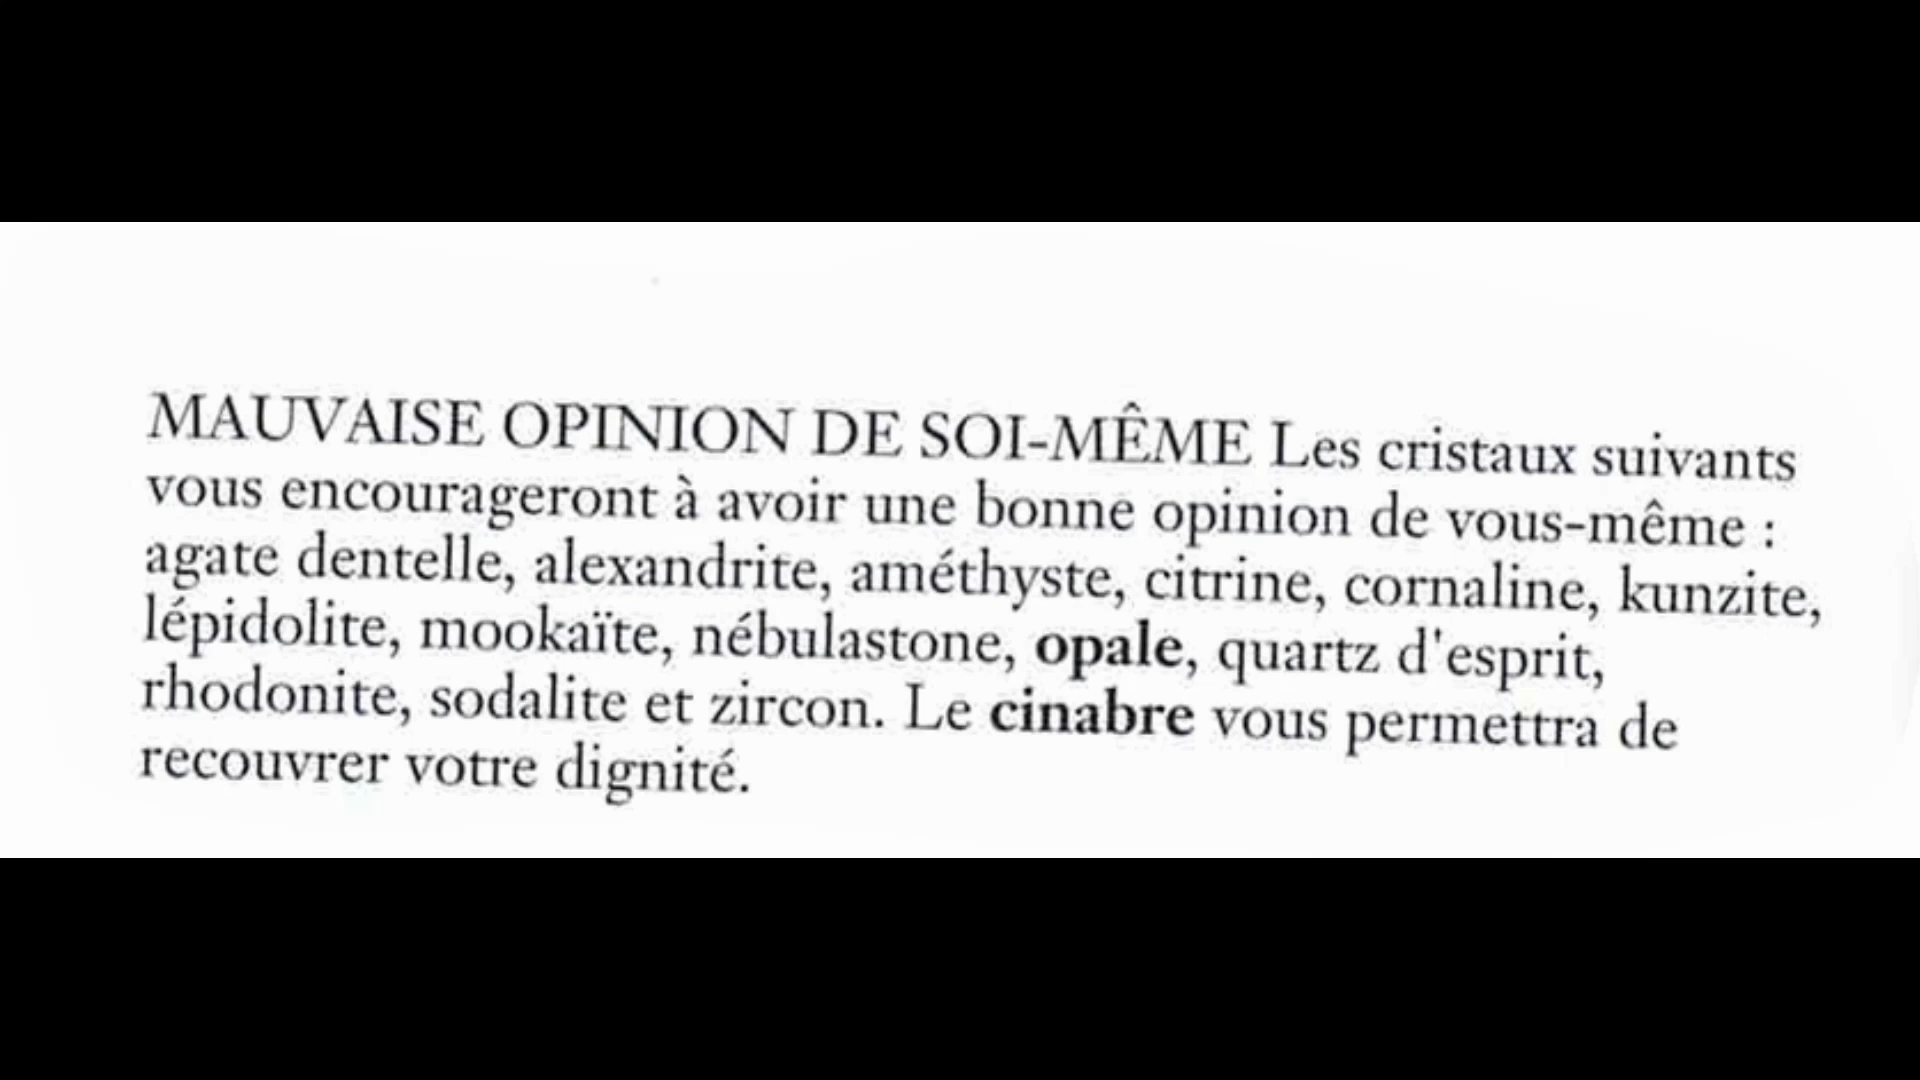 MAUVAISE OPINION DE SOI-MÊME Les cristaux suivants
vous encourageront à avoir une bonne opinion de vous-même :
agate dentelle, alexandrite, améthyste, citrine, cornaline, kunzite,
lépidolite, mookaïte, nébulastone, opale, quartz d'esprit,
rhodonite, sodalite et zircon. Le cinabre vous permettra de
recouvrer votre dignité.